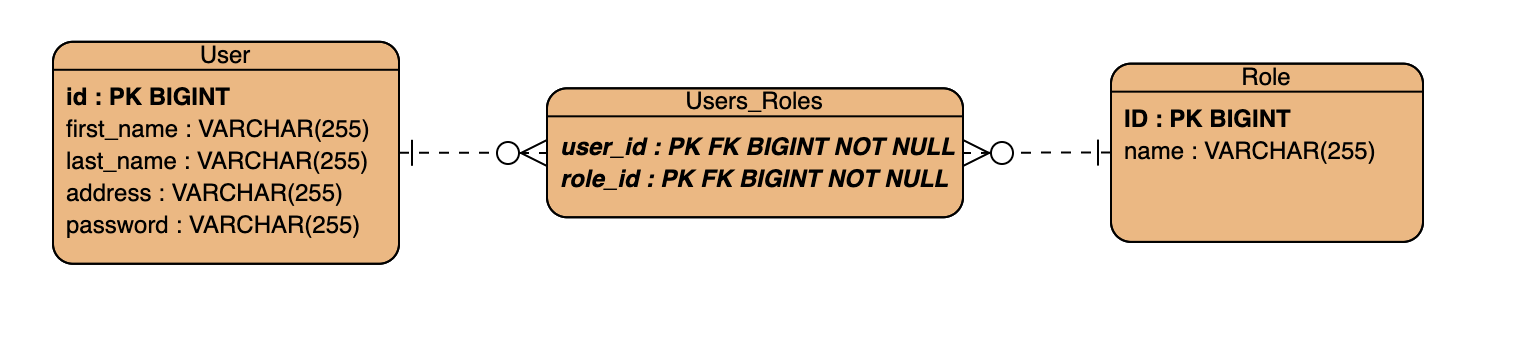 User
id : PK BIGINT
first_name : VARCHAR(255)
last_name : VARCHAR(255)
address : VARCHAR(255)
password : VARCHAR(255)
Users_Roles
user_id : PK FK BIGINT NOT NULL
role_id : PK FK BIGINT NOT NULL
Role
ID : PK BIGINT
name : VARCHAR(255)